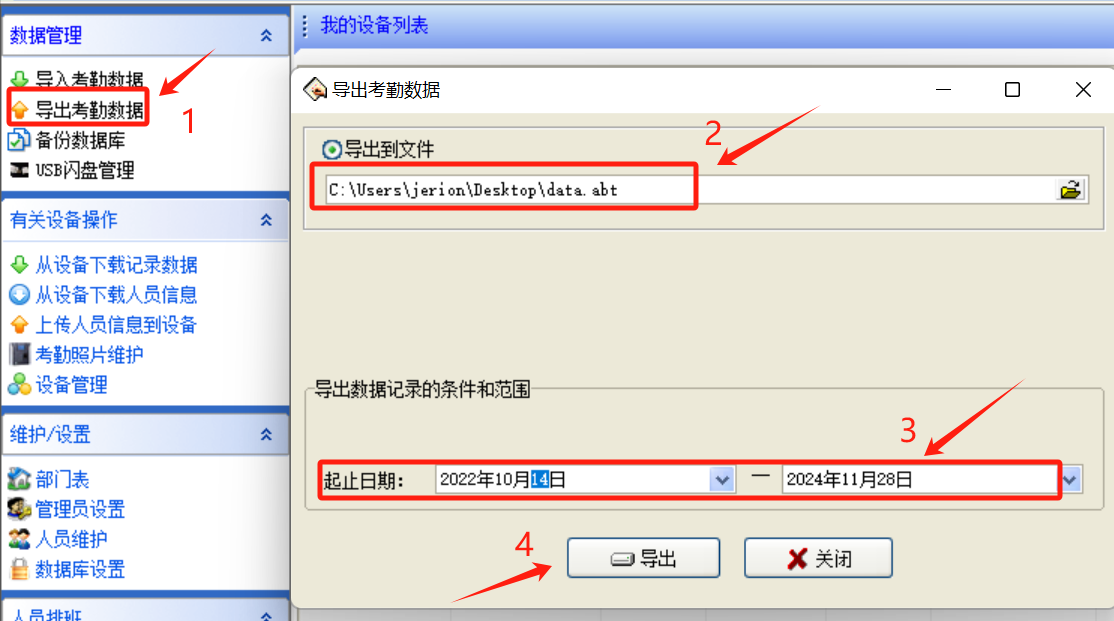 数据管理
导入考勤数据
导出考勤数据
1
备份数据库
USB闪盘管理
有关设备操作
从设备下载记录数据
从设备下载人员信息
上传人员信息到设备
考勤照片维护
设备管理
维护/设置
部门表
管理员设置
人员维护
数据库设置
人员排班
我的设备列表
导出考勤数据
导出到文件
2
C:\Users\jerion\Desktop\data.abt
导出数据记录的条件和范围
3
起止日期: 2022年10月14日 — 2024年11月28日
4
导出 关闭